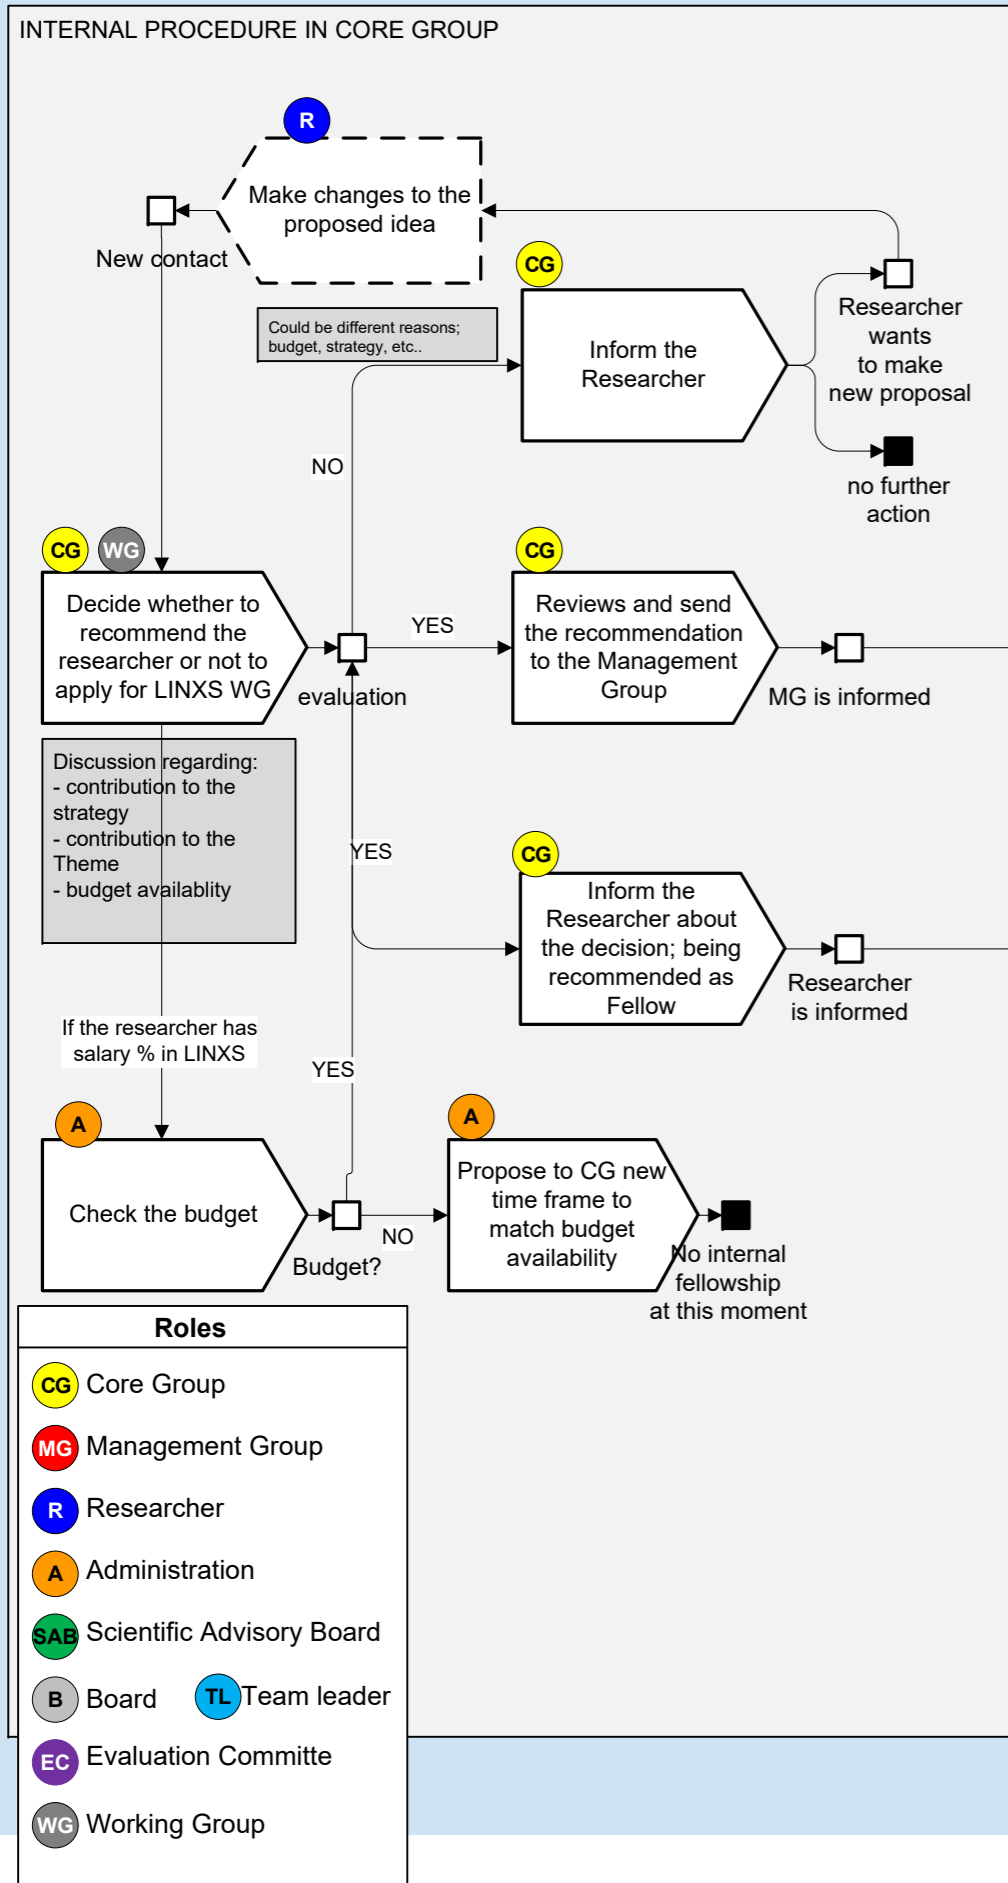 INTERNAL PROCEDURE IN CORE GROUP
R
Make changes to the
proposed idea
New contact
CG
Could be different reasons;
budget, strategy, etc..
Inform the
Researcher
Researcher
wants
to make
new proposal
NO
no further
action
CG
WG
CG
Decide whether to
recommend the
researcher or not to
apply for LINXS WG
evaluation
YES
Reviews and send
the recommendation
to the Management
Group
MG is informed
Discussion regarding:
- contribution to the
strategy
- contribution to the
Theme
- budget availablity
YES
CG
Inform the
Researcher about
the decision; being
recommended as
Fellow
Researcher
is informed
If the researcher has
salary % in LINXS
YES
A
A
Check the budget
Budget?
NO
Propose to CG new
time frame to
match budget
availability
No internal
fellowship
at this moment
Roles
CG Core Group
MG Management Group
R Researcher
A Administration
SAB Scientific Advisory Board
B Board TL Team leader
EC Evaluation Committe
WG Working Group